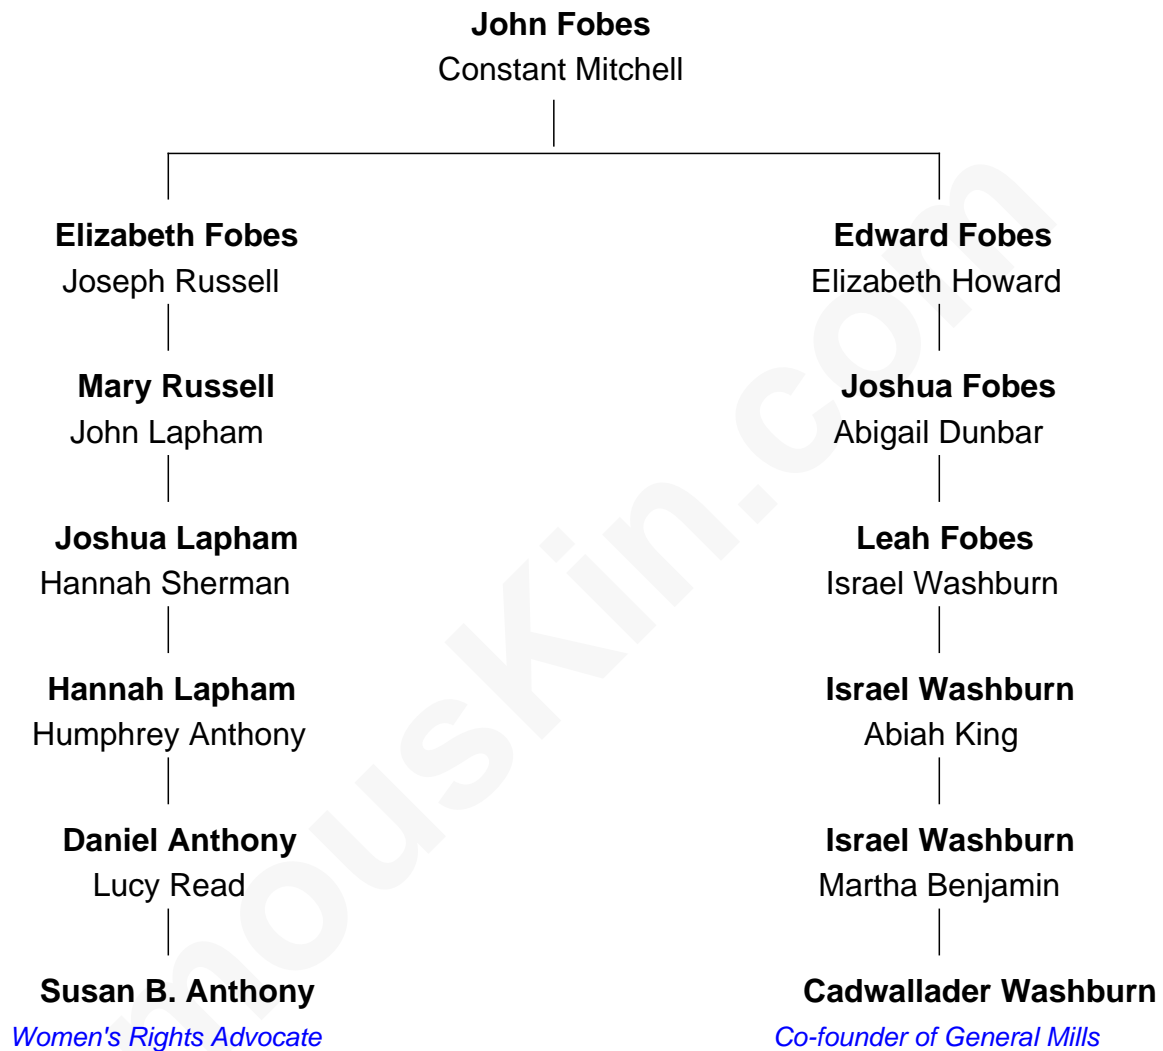 John Fobes
Constant Mitchell
Elizabeth Fobes
Joseph Russell
Edward Fobes
Elizabeth Howard
Mary Russell
John Lapham
Joshua Fobes
Abigail Dunbar
Joshua Lapham
Hannah Sherman
Leah Fobes
Israel Washburn
Hannah Lapham
Humphrey Anthony
Israel Washburn
Abiah King
Daniel Anthony
Lucy Read
Israel Washburn
Martha Benjamin
Susan B. Anthony
Women's Rights Advocate
Cadwallader Washburn
Co-founder of General Mills
mousKin.com